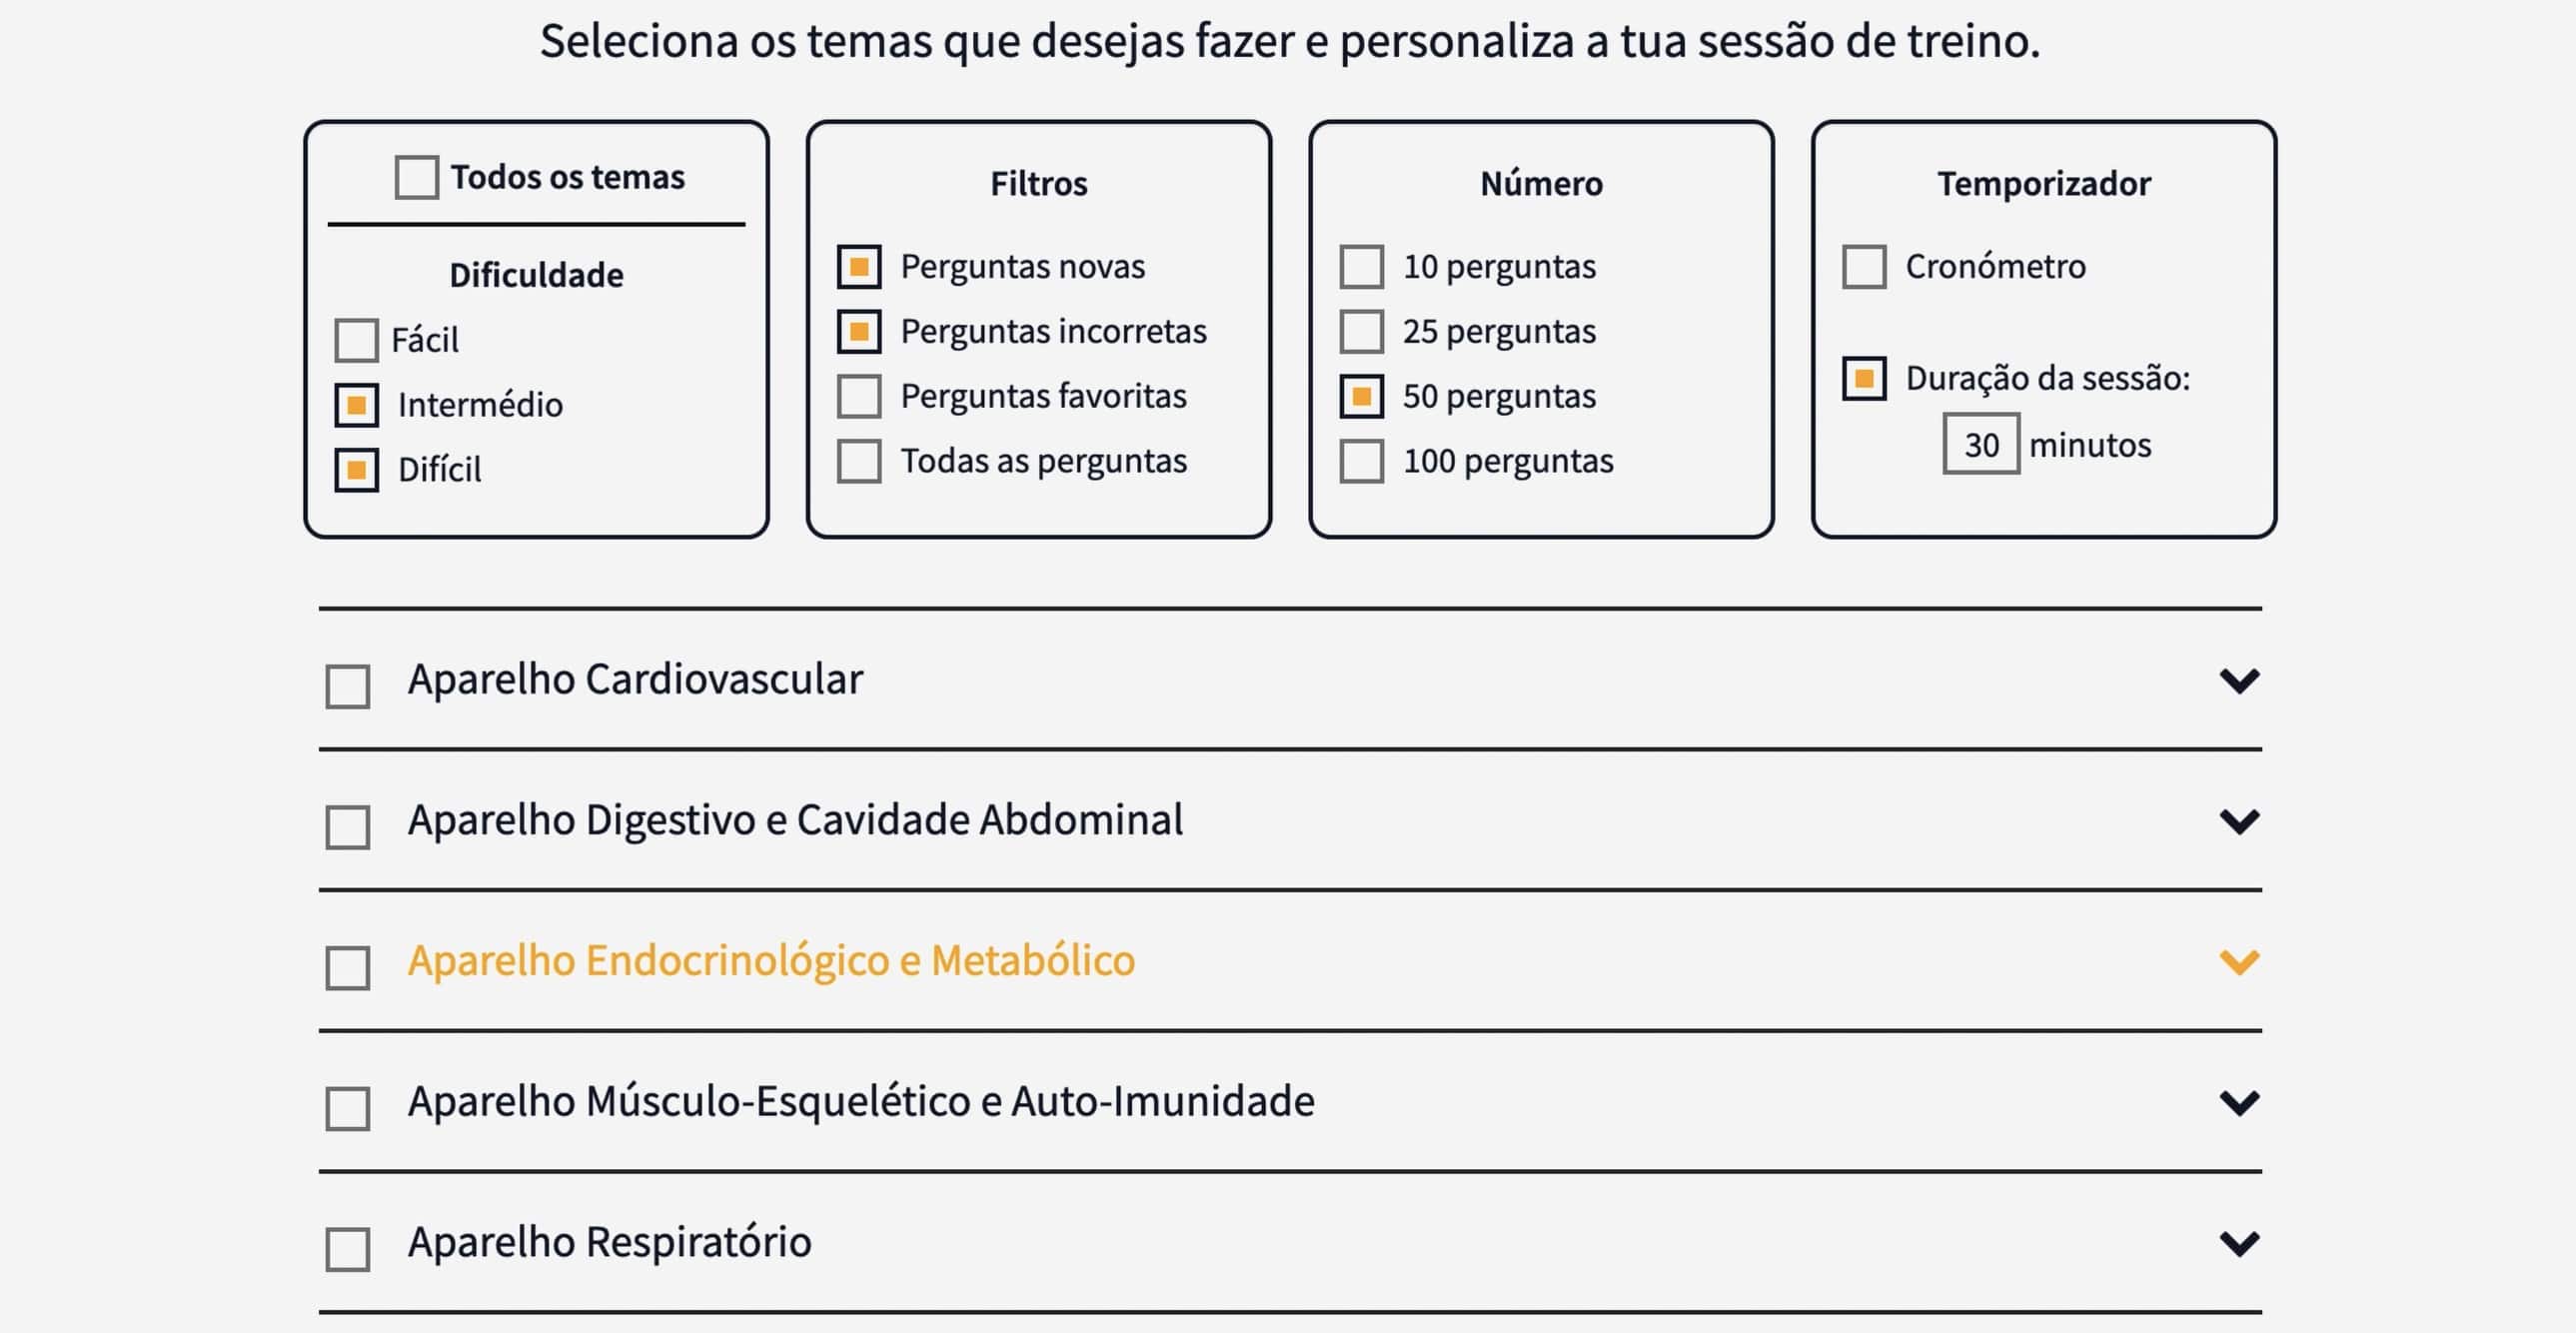 Seleciona os temas que desejas fazer e personaliza a tua sessão de treino.
Todos os temas
Dificuldade
Fácil
Intermédio
Difícil
Filtros
Perguntas novas
Perguntas incorretas
Perguntas favoritas
Todas as perguntas
Número
10 perguntas
25 perguntas
50 perguntas
100 perguntas
Temporizador
Cronómetro
Duração da sessão:
30 minutos
Aparelho Cardiovascular
Aparelho Digestivo e Cavidade Abdominal
Aparelho Endocrinológico e Metabólico
Aparelho Músculo-Esquelético e Auto-Imunidade
Aparelho Respiratório